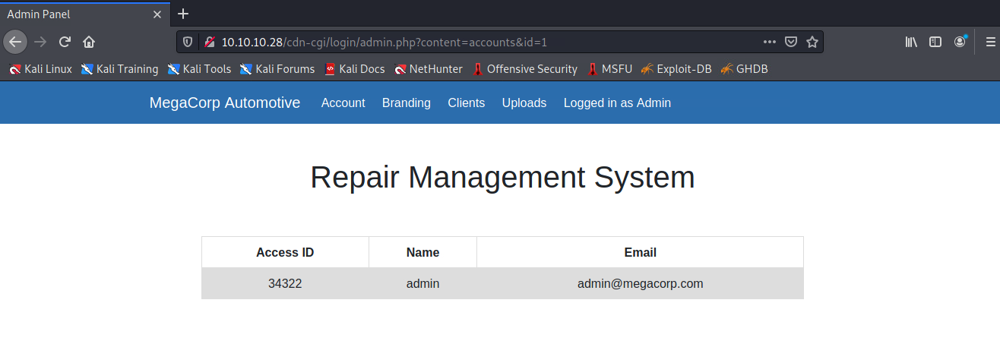 Admin Panel
10.10.10.28/cdn-cgi/login/admin.php?content=accounts&id=1
Kali Linux Kali Training Kali Tools Kali Forums Kali Docs NetHunter Offensive Security MSFU Exploit-DB GHDB
MegaCorp Automotive Account Branding Clients Uploads Logged in as Admin
Repair Management System
Access ID Name Email
34322 admin admin@megacorp.com